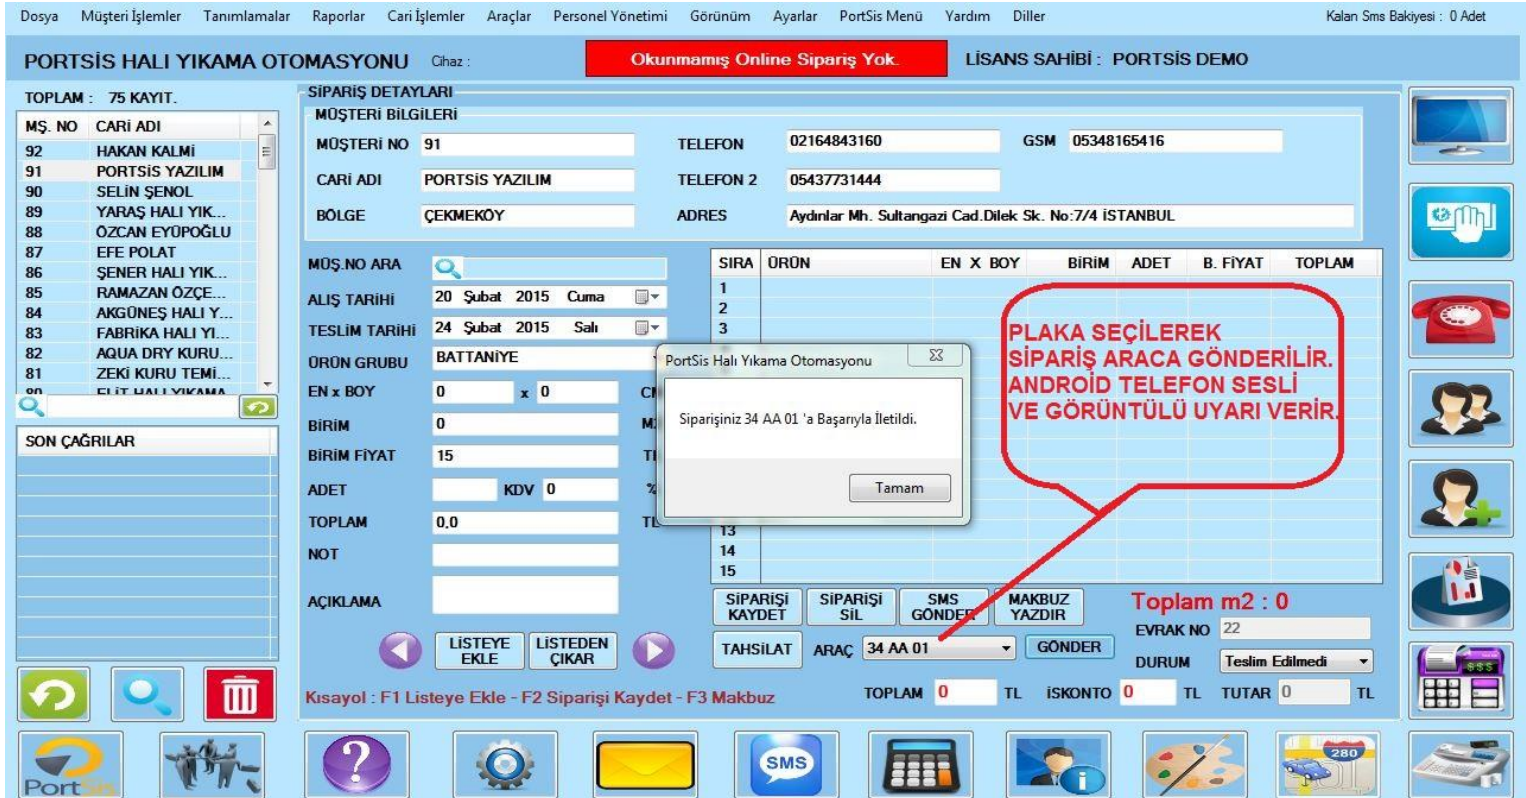 Dosya Müşteri İşlemler Tanımlamalar Raporlar Cari İşlemler Araçlar Personel Yönetimi Görünüm Ayarlar PortSis Menü Yardım Diller Kalan Sms Bakiyesi : 0 Adet
PORTSİS HALI YIKAMA OTOMASYONU Cihaz : Okunmamış Online Sipariş Yok. LİSANS SAHİBİ : PORTSİS DEMO
TOPLAM : 75 KAYIT.
MŞ. NO CARİ ADI
92 HAKAN KALMİ
91 PORTSİS YAZILIM
90 SELİN ŞENOL
89 YARAŞ HALI YIK...
88 ÖZCAN EYÜPOĞLU
87 EFE POLAT
86 ŞENER HALI YIK...
85 RAMAZAN ÖZÇE...
84 AKGÜNEŞ HALI Y...
83 FABRİKA HALI YI...
82 AQUA DRY KURU...
81 ZEKİ KURU TEMİ...
80 ELİT HALI YIKAMA
SON ÇAĞRILAR
SİPARİŞ DETAYLARI
MÜŞTERİ BİLGİLERİ
MÜŞTERİ NO 91 TELEFON 02164843160 GSM 05348165416
CARİ ADI PORTSİS YAZILIM TELEFON 2 05437731444
BÖLGE ÇEKMEKÖY ADRES Aydınlar Mh. Sultangazi Cad.Dilek Sk. No:7/4 İSTANBUL
MÜŞ.NO ARA
ALIŞ TARİHİ 20 Şubat 2015 Cuma
TESLİM TARİHİ 24 Şubat 2015 Salı
ÜRÜN GRUBU BATTANİYE
EN x BOY 0 x 0
BİRİM 0
BİRİM FİYAT 15
ADET KDV 0 %
TOPLAM 0,0
NOT
AÇIKLAMA
LİSTEYE EKLE
LİSTEDEN ÇIKAR
SIRA ÜRÜN EN X BOY BİRİM ADET B. FİYAT TOPLAM
1
2
3
13
14
15
PortSis Halı Yıkama Otomasyonu
Siparişiniz 34 AA 01 'a Başarıyla İletildi.
Tamam
PLAKA SEÇİLEREK
SİPARİŞ ARACA GÖNDERİLİR.
ANDROİD TELEFON SESLİ
VE GÖRÜNTÜLÜ UYARI VERİR.
SİPARİŞİ KAYDET
SİPARİŞİ SİL
SMS GÖNDER
MAKBUZ YAZDIR
Toplam m2 : 0
EVRAK NO 22
TAHSİLAT ARAÇ 34 AA 01 GÖNDER
DURUM Teslim Edilmedi
Kısayol : F1 Listeye Ekle - F2 Siparişi Kaydet - F3 Makbuz
TOPLAM 0 TL İSKONTO 0 TL TUTAR 0 TL
$$$
PortSis
?
SMS
280